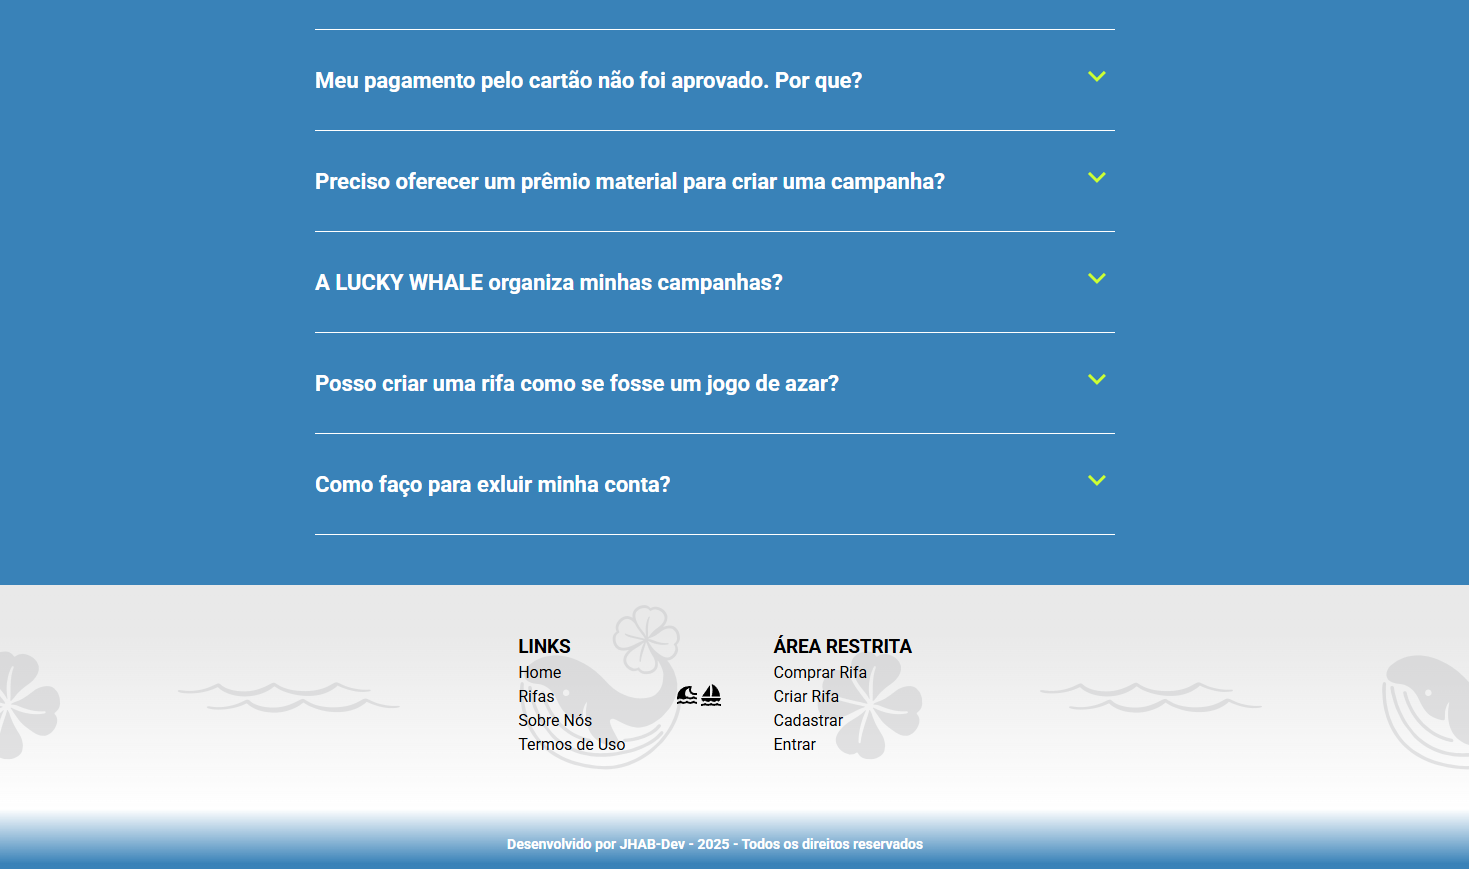 Meu pagamento pelo cartão não foi aprovado. Por que?
Preciso oferecer um prêmio material para criar uma campanha?
A LUCKY WHALE organiza minhas campanhas?
Posso criar uma rifa como se fosse um jogo de azar?
Como faço para exluir minha conta?
LINKS
Home
Rifas
Sobre Nós
Termos de Uso
ÁREA RESTRITA
Comprar Rifa
Criar Rifa
Cadastrar
Entrar
Desenvolvido por JHAB-Dev - 2025 - Todos os direitos reservados